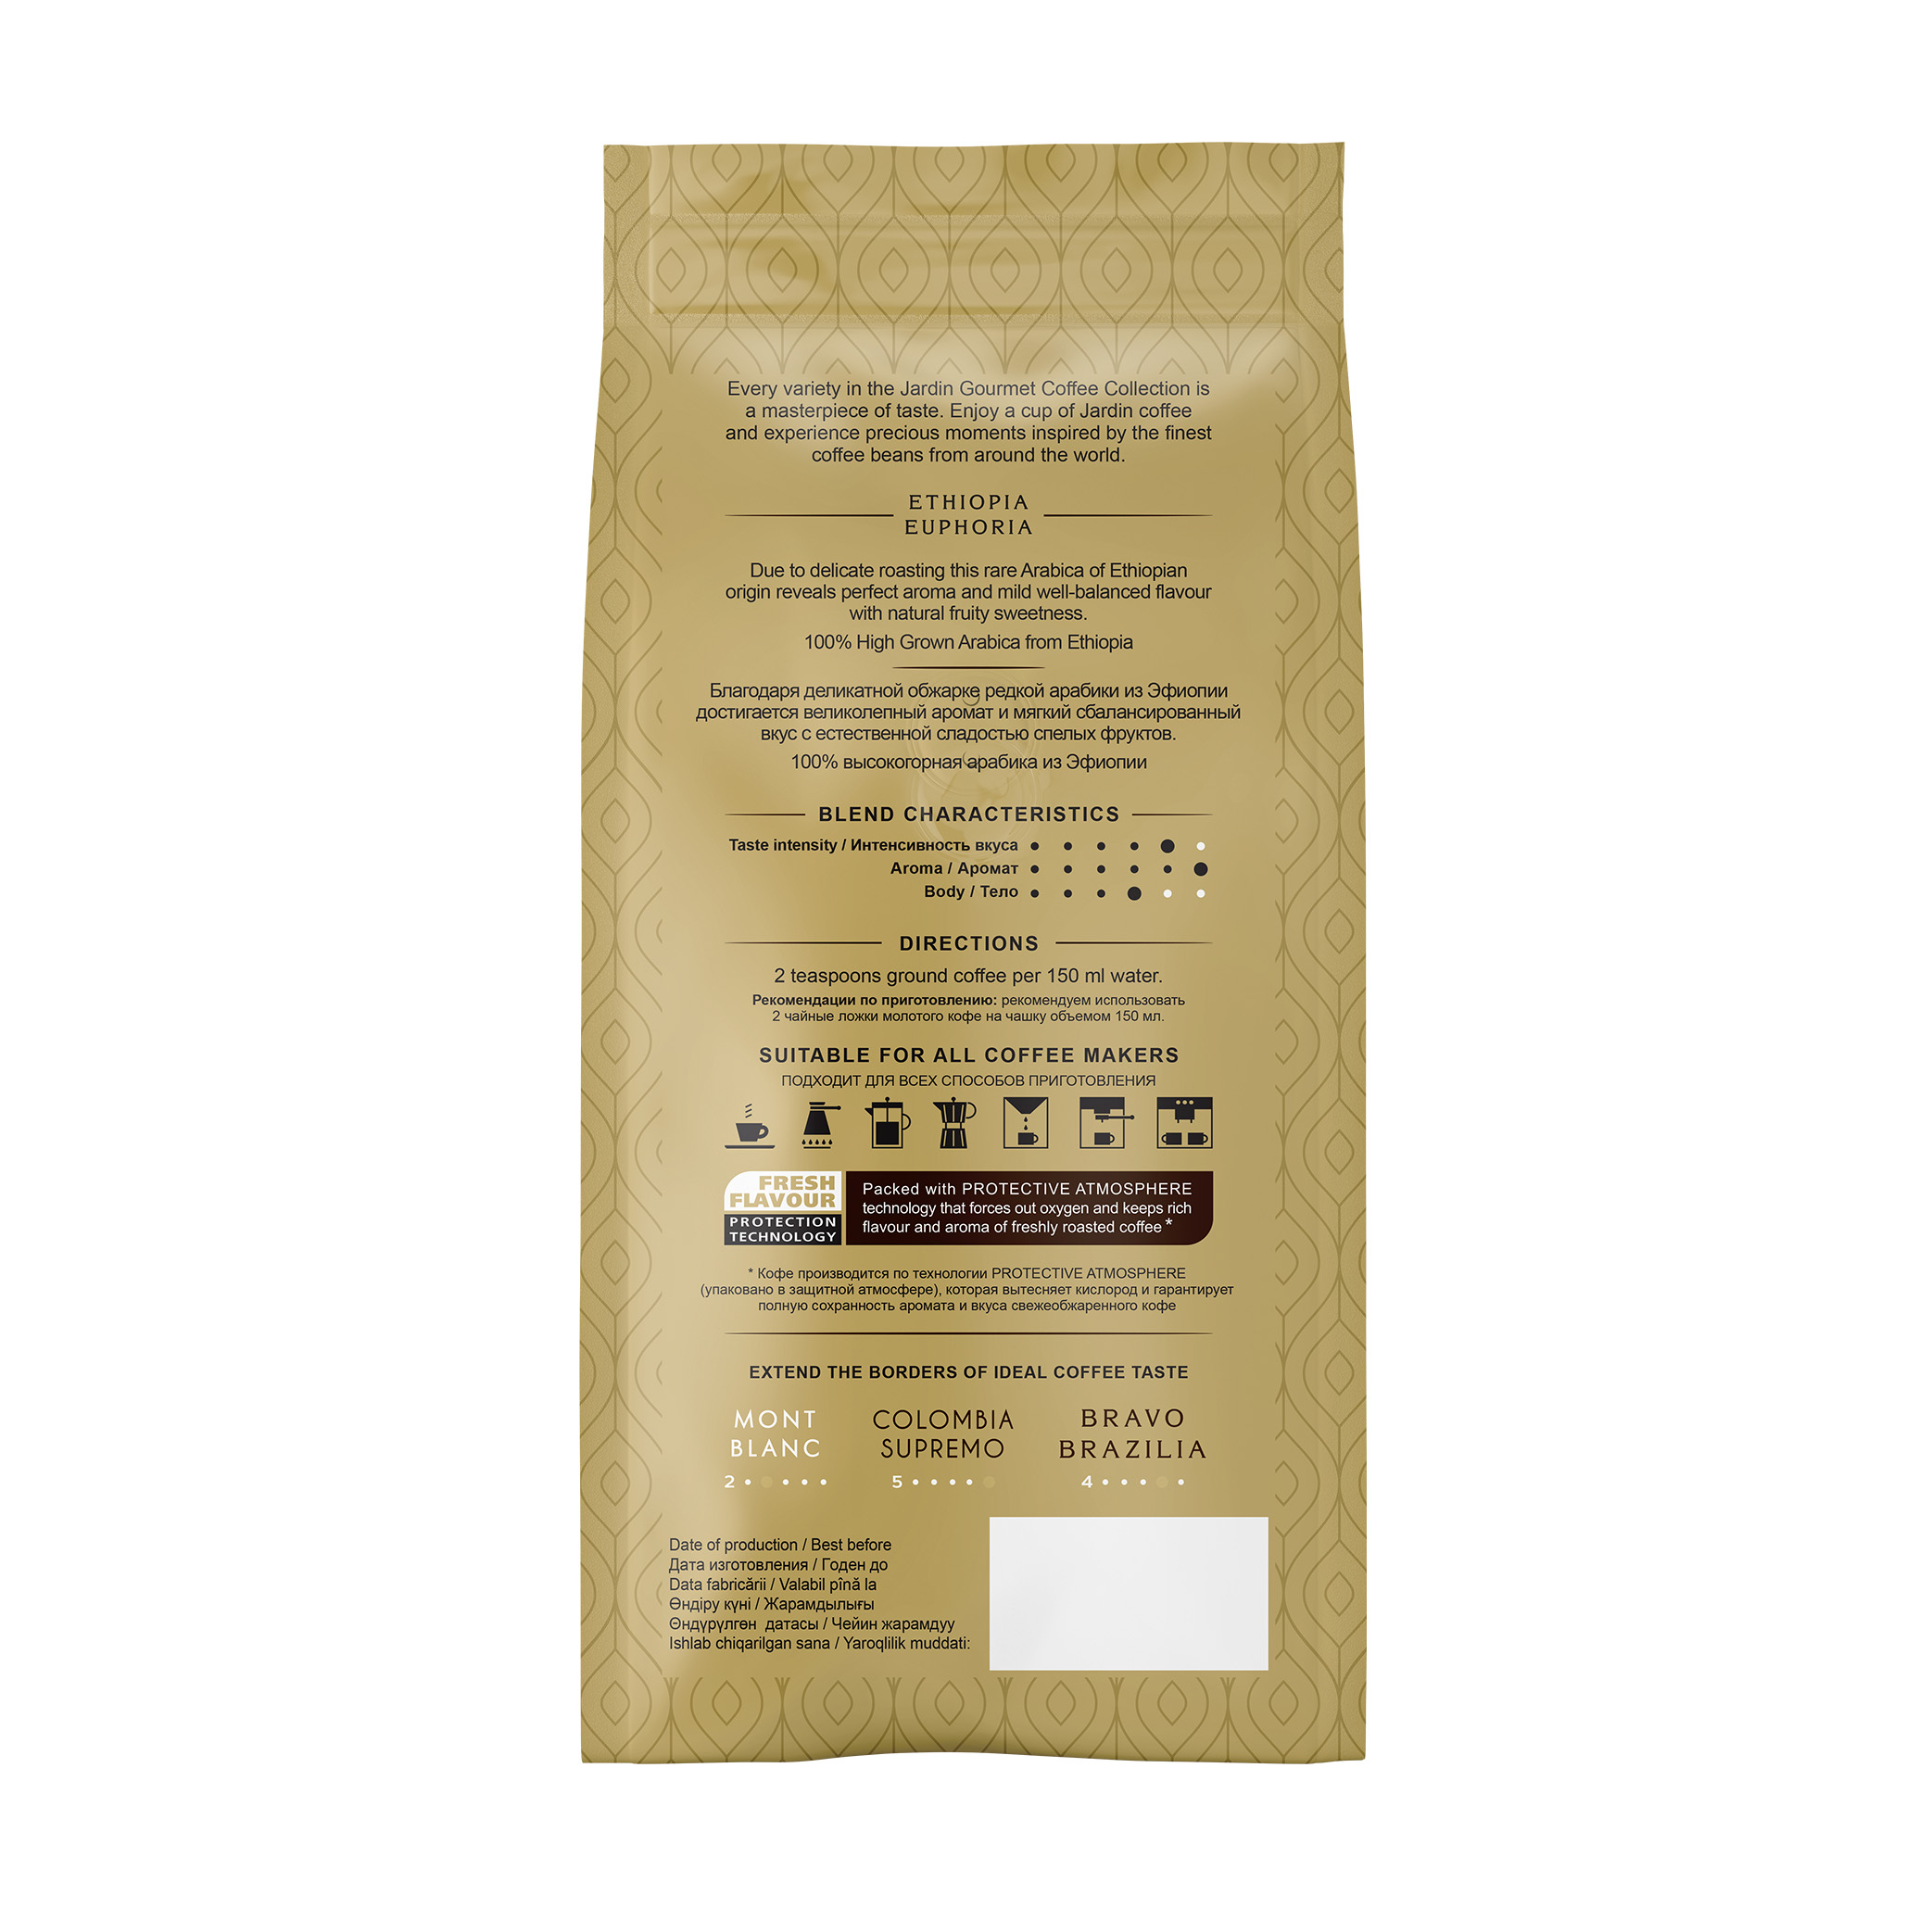 Every variety in the Jardin Gourmet Coffee Collection is
a masterpiece of taste. Enjoy a cup of Jardin coffee
and experience precious moments inspired by the finest
coffee beans from around the world.
ETHIOPIA
EUPHORIA
Due to delicate roasting this rare Arabica of Ethiopian
origin reveals perfect aroma and mild well-balanced flavour
with natural fruity sweetness.
100% High Grown Arabica from Ethiopia
Благодаря деликатной обжарке редкой арабики из Эфиопии
достигается великолепный аромат и мягкий сбалансированный
вкус с естественной сладостью спелых фруктов.
100% высокогорная арабика из Эфиопии
BLEND CHARACTERISTICS
Taste intensity / Интенсивность вкуса
Aroma / Аромат
Body / Тело
DIRECTIONS
2 teaspoons ground coffee per 150 ml water.
Рекомендации по приготовлению: рекомендуем использовать
2 чайные ложки молотого кофе на чашку объемом 150 мл.
SUITABLE FOR ALL COFFEE MAKERS
ПОДХОДИТ ДЛЯ ВСЕХ СПОСОБОВ ПРИГОТОВЛЕНИЯ
FRESH
FLAVOUR
PROTECTION
TECHNOLOGY
Packed with PROTECTIVE ATMOSPHERE
technology that forces out oxygen and keeps rich
flavour and aroma of freshly roasted coffee *
* Кофе производится по технологии PROTECTIVE ATMOSPHERE
(упаковано в защитной атмосфере), которая вытесняет кислород и гарантирует
полную сохранность аромата и вкуса свежеобжаренного кофе
EXTEND THE BORDERS OF IDEAL COFFEE TASTE
MONT
BLANC
2
COLOMBIA
SUPREMO
5
BRAVO
BRAZILIA
4
Date of production / Best before
Дата изготовления / Годен до
Data fabricării / Valabil pînă la
Өндіру күні / Жарамдылығы
Өндүрүлгөн датасы / Чейин жарамдуу
Ishlab chiqarilgan sana / Yaroqlilik muddati: